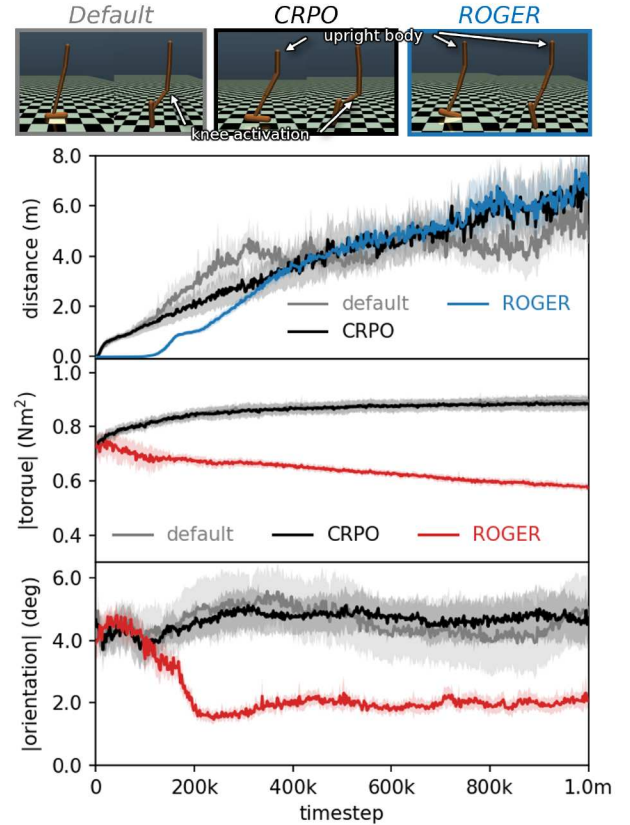 Default CRPO ROGER
upright body
knee activation
8.0
6.0
4.0
2.0
0.0
distance (m)
default ROGER
CRPO
1.0
0.8
0.6
0.4
|torque| (Nm²)
default CRPO ROGER
6.0
4.0
2.0
0.0
|orientation| (deg)
0 200k 400k 600k 800k 1.0m
timestep